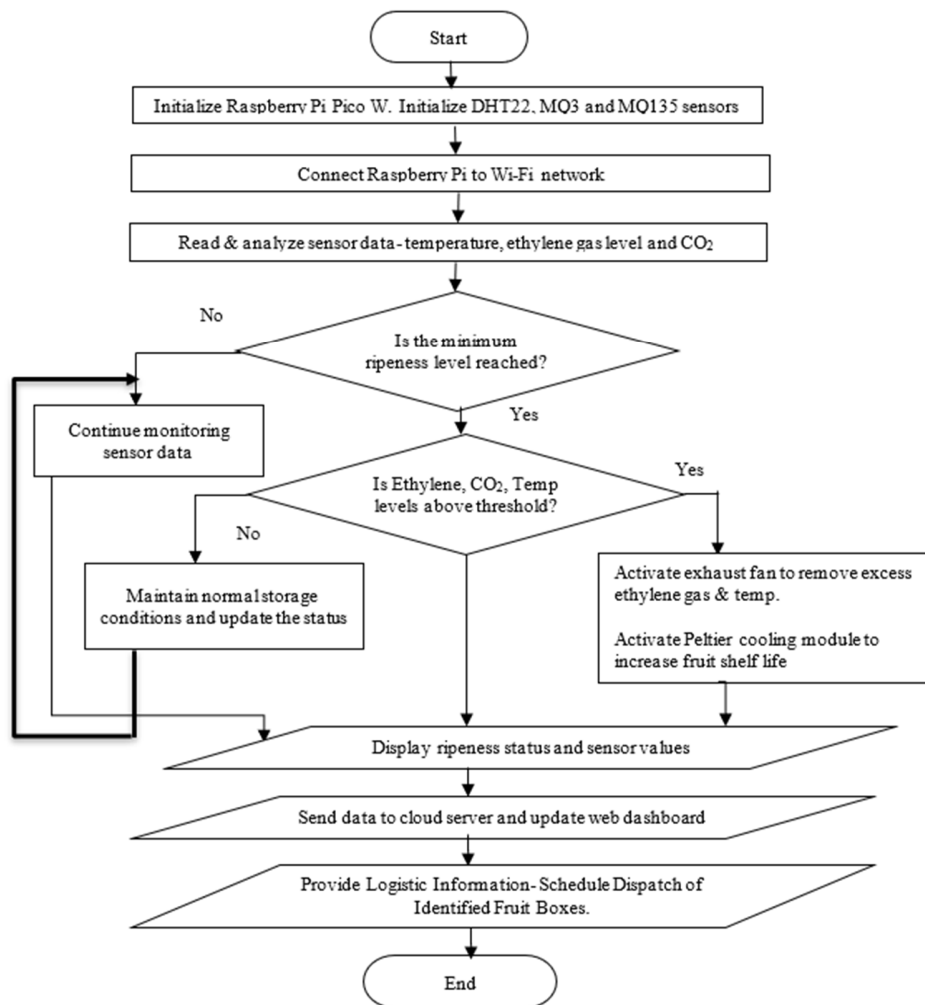 Start
Initialize Raspberry Pi Pico W. Initialize DHT22, MQ3 and MQ135 sensors
Connect Raspberry Pi to Wi-Fi network
Read & analyze sensor data- temperature, ethylene gas level and CO₂
No
Is the minimum
ripeness level reached?
Yes
Continue monitoring
sensor data
Is Ethylene, CO₂, Temp
levels above threshold?
Yes
No
Maintain normal storage
conditions and update the status
Activate exhaust fan to remove excess
ethylene gas & temp.
Activate Peltier cooling module to
increase fruit shelf life
Display ripeness status and sensor values
Send data to cloud server and update web dashboard
Provide Logistic Information- Schedule Dispatch of
Identified Fruit Boxes.
End